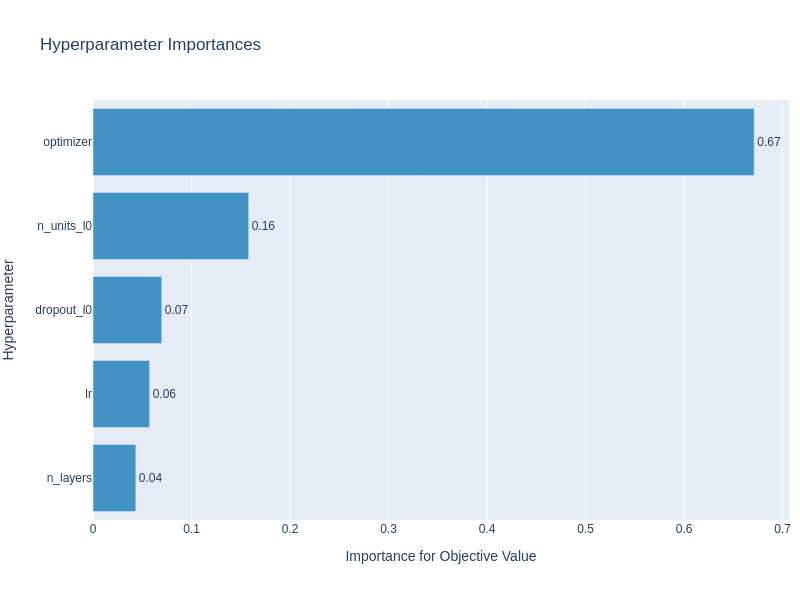 Hyperparameter Importances
Hyperparameter
optimizer
0.67
n_units_l0
0.16
dropout_l0
0.07
lr
0.06
n_layers
0.04
0 0.1 0.2 0.3 0.4 0.5 0.6 0.7
Importance for Objective Value